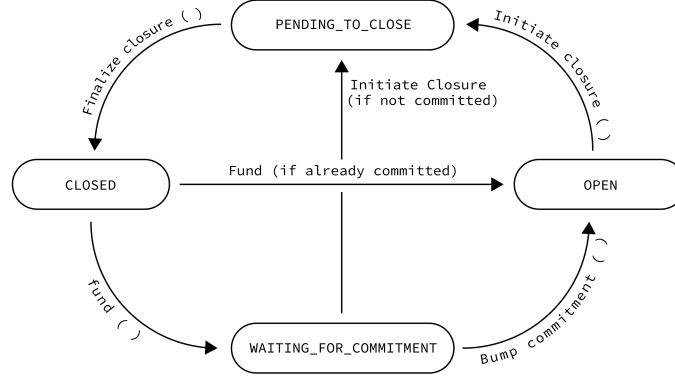 PENDING_TO_CLOSE
Finalize closure ( )
Initiate closure ( )
Initiate Closure
(if not committed)
Fund (if already committed)
CLOSED
OPEN
fund ( )
Bump commitment ( )
WAITING_FOR_COMMITMENT